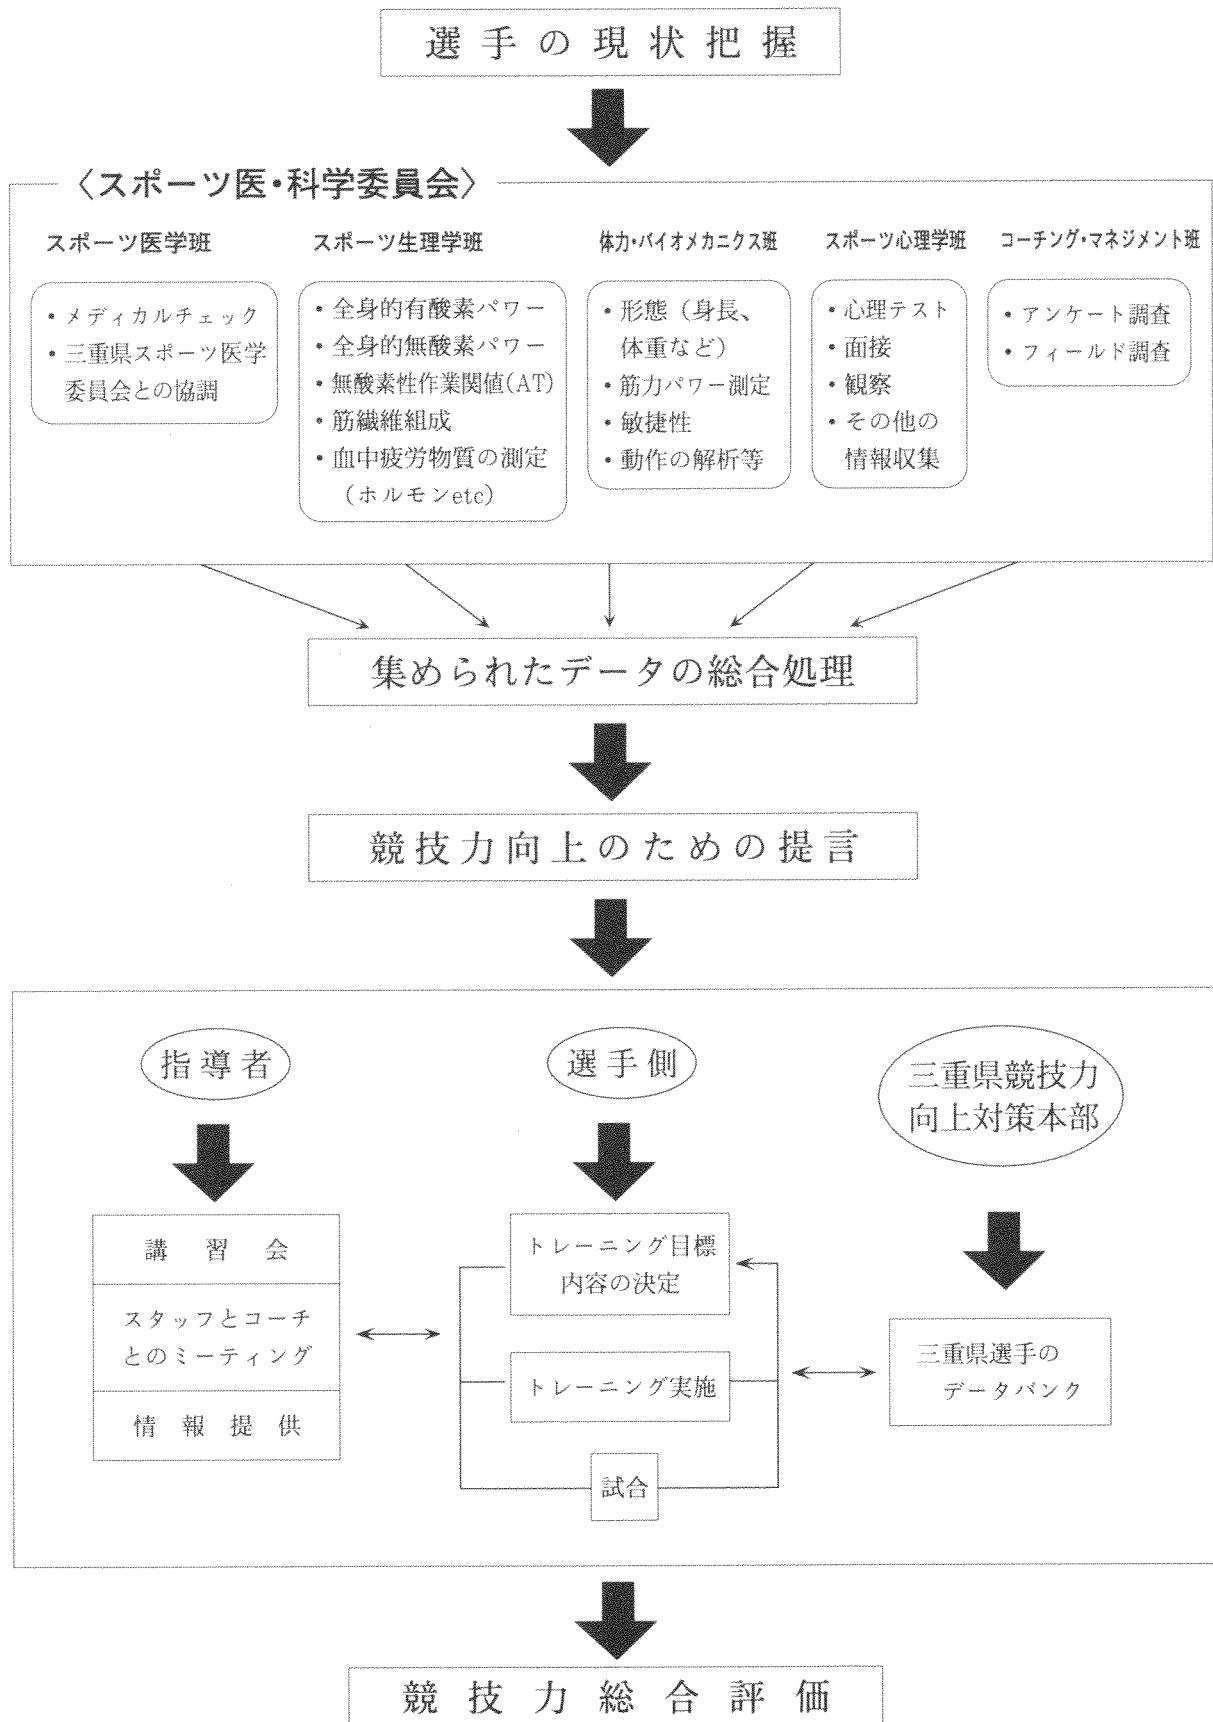 選手の現状把握
〈スポーツ医・科学委員会〉
スポーツ医学班
・メディカルチェック
・三重県スポーツ医学
委員会との協調
スポーツ生理学班
・全身的有酸素パワー
・全身的無酸素パワー
・無酸素性作業関値(AT)
・筋繊維組成
・血中疲労物質の測定
(ホルモンetc)
体力・バイオメカニクス班
・形態(身長、
体重など)
・筋力パワー測定
・敏捷性
・動作の解析等
スポーツ心理学班
・心理テスト
・面接
・観察
・その他の
情報収集
コーチング・マネジメント班
・アンケート調査
・フィールド調査
集められたデータの総合処理
競技力向上のための提言
指導者
講習会
スタッフとコーチ
とのミーティング
情報提供
選手側
トレーニング目標
内容の決定
トレーニング実施
試合
三重県競技力
向上対策本部
三重県選手の
データバンク
競技力総合評価